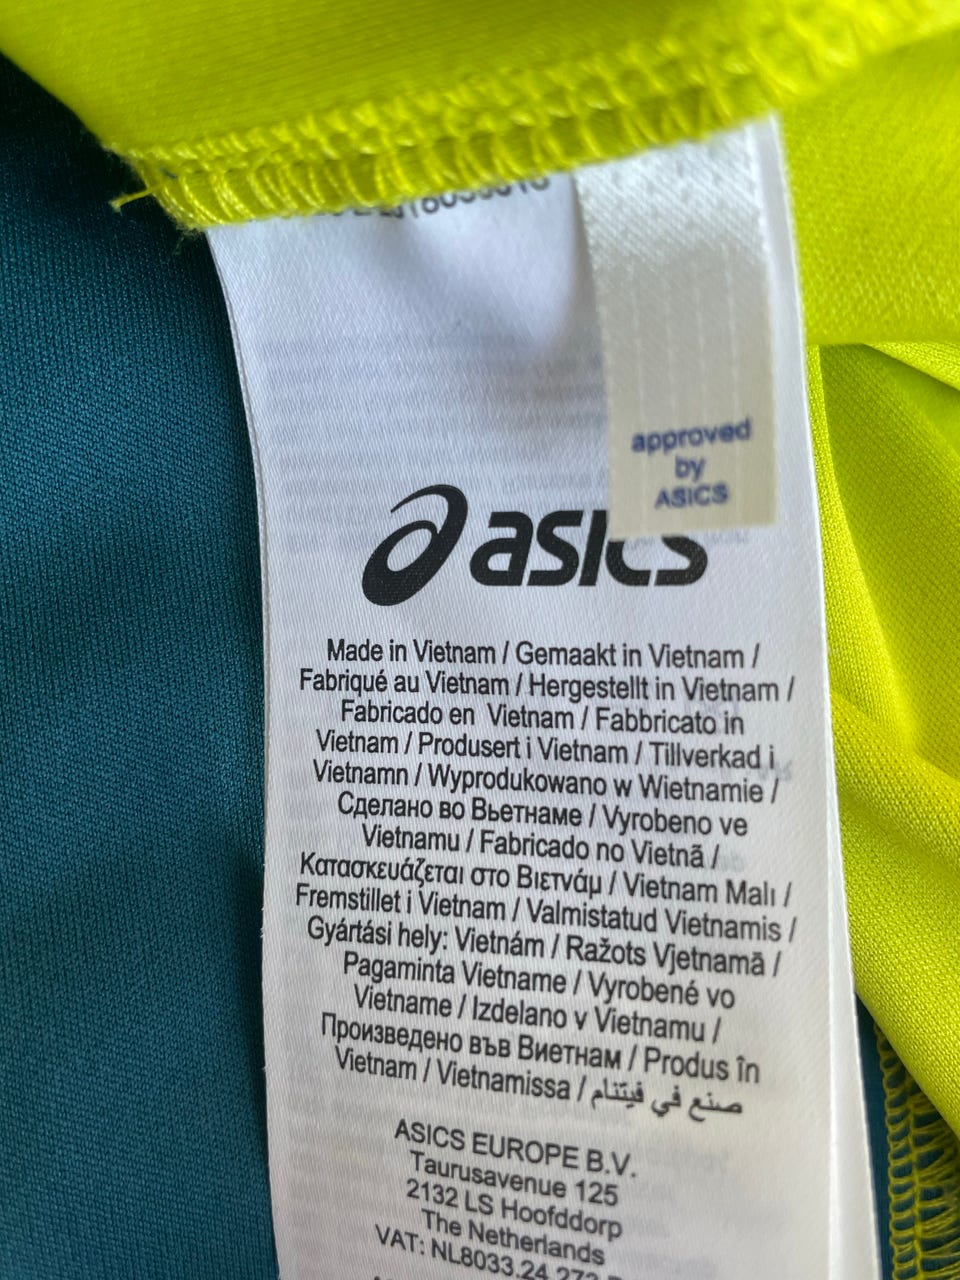 approved
by
ASICS
asics
Made in Vietnam / Gemaakt in Vietnam /
Fabriqué au Vietnam / Hergestellt in Vietnam /
Fabricado en Vietnam / Fabbricato in
Vietnam / Produsert i Vietnam / Tillverkad i
Vietnamn / Wyprodukowano w Wietnamie /
Сделано во Вьетнаме / Vyrobeno ve
Vietnamu / Fabricado no Vietnã /
Κατασκευάζεται στο Βιετνάμ / Vietnam Malı /
Fremstillet i Vietnam / Valmistatud Vietnamis /
Gyártási hely: Vietnám / Ražots Vjetnamā /
Pagaminta Vietname / Vyrobené vo
Vietname / Izdelano v Vietnamu /
Произведено във Виетнам / Produs în
Vietnam / Vietnamissa / صنع في فيتنام
ASICS EUROPE B.V.
Taurusavenue 125
2132 LS Hoofddorp
The Netherlands
VAT: NL8033.24.273